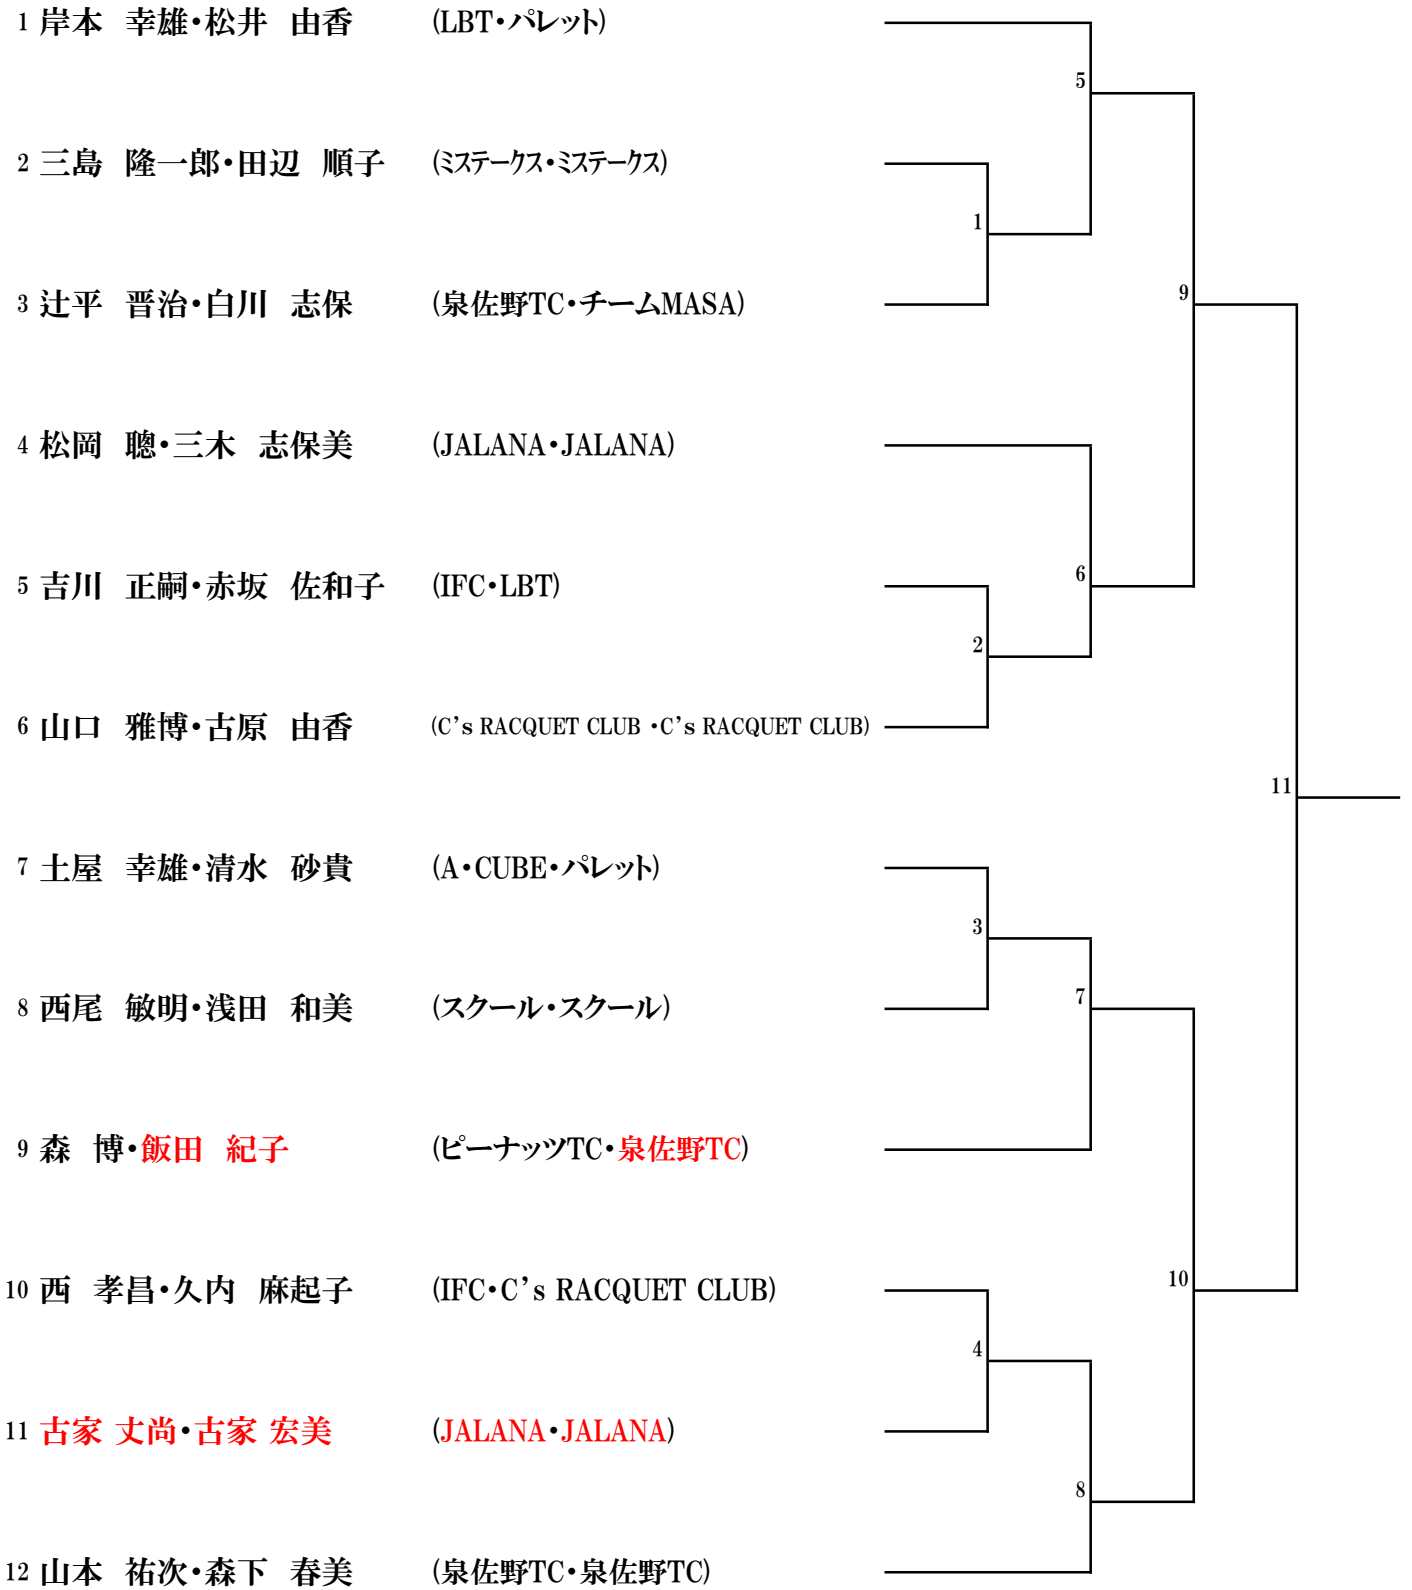 1 岸本 幸雄・松井 由香 (LBT・パレット)
5
2 三島 隆一郎・田辺 順子 (ミステークス・ミステークス)
1
3 辻平 晋治・白川 志保 (泉佐野TC・チームMASA)
9
4 松岡 聰・三木 志保美 (JALANA・JALANA)
5 吉川 正嗣・赤坂 佐和子 (IFC・LBT)
6
2
6 山口 雅博・古原 由香 (C's RACQUET CLUB ・C's RACQUET CLUB)
11
7 土屋 幸雄・清水 砂貴 (A・CUBE・パレット)
3
8 西尾 敏明・浅田 和美 (スクール・スクール)
7
9 森 博・飯田 紀子 (ピーナッツTC・泉佐野TC)
10 西 孝昌・久内 麻起子 (IFC・C's RACQUET CLUB)
10
4
11 古家 丈尚・古家 宏美 (JALANA・JALANA)
8
12 山本 祐次・森下 春美 (泉佐野TC・泉佐野TC)